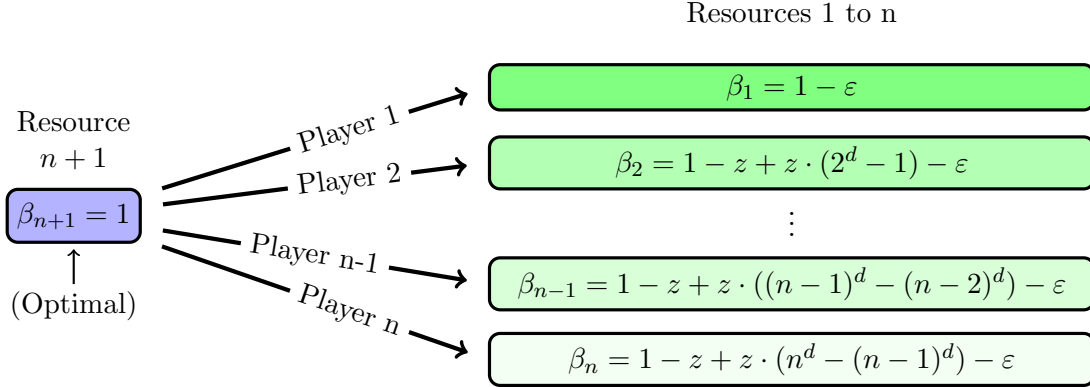 Resources 1 to n
Resource
n + 1
β_{n+1} = 1
(Optimal)
Player 1
Player 2
Player n-1
Player n
β_1 = 1 − ε
β_2 = 1 − z + z · (2^d − 1) − ε
⋮
β_{n−1} = 1 − z + z · ((n − 1)^d − (n − 2)^d) − ε
β_n = 1 − z + z · (n^d − (n − 1)^d) − ε